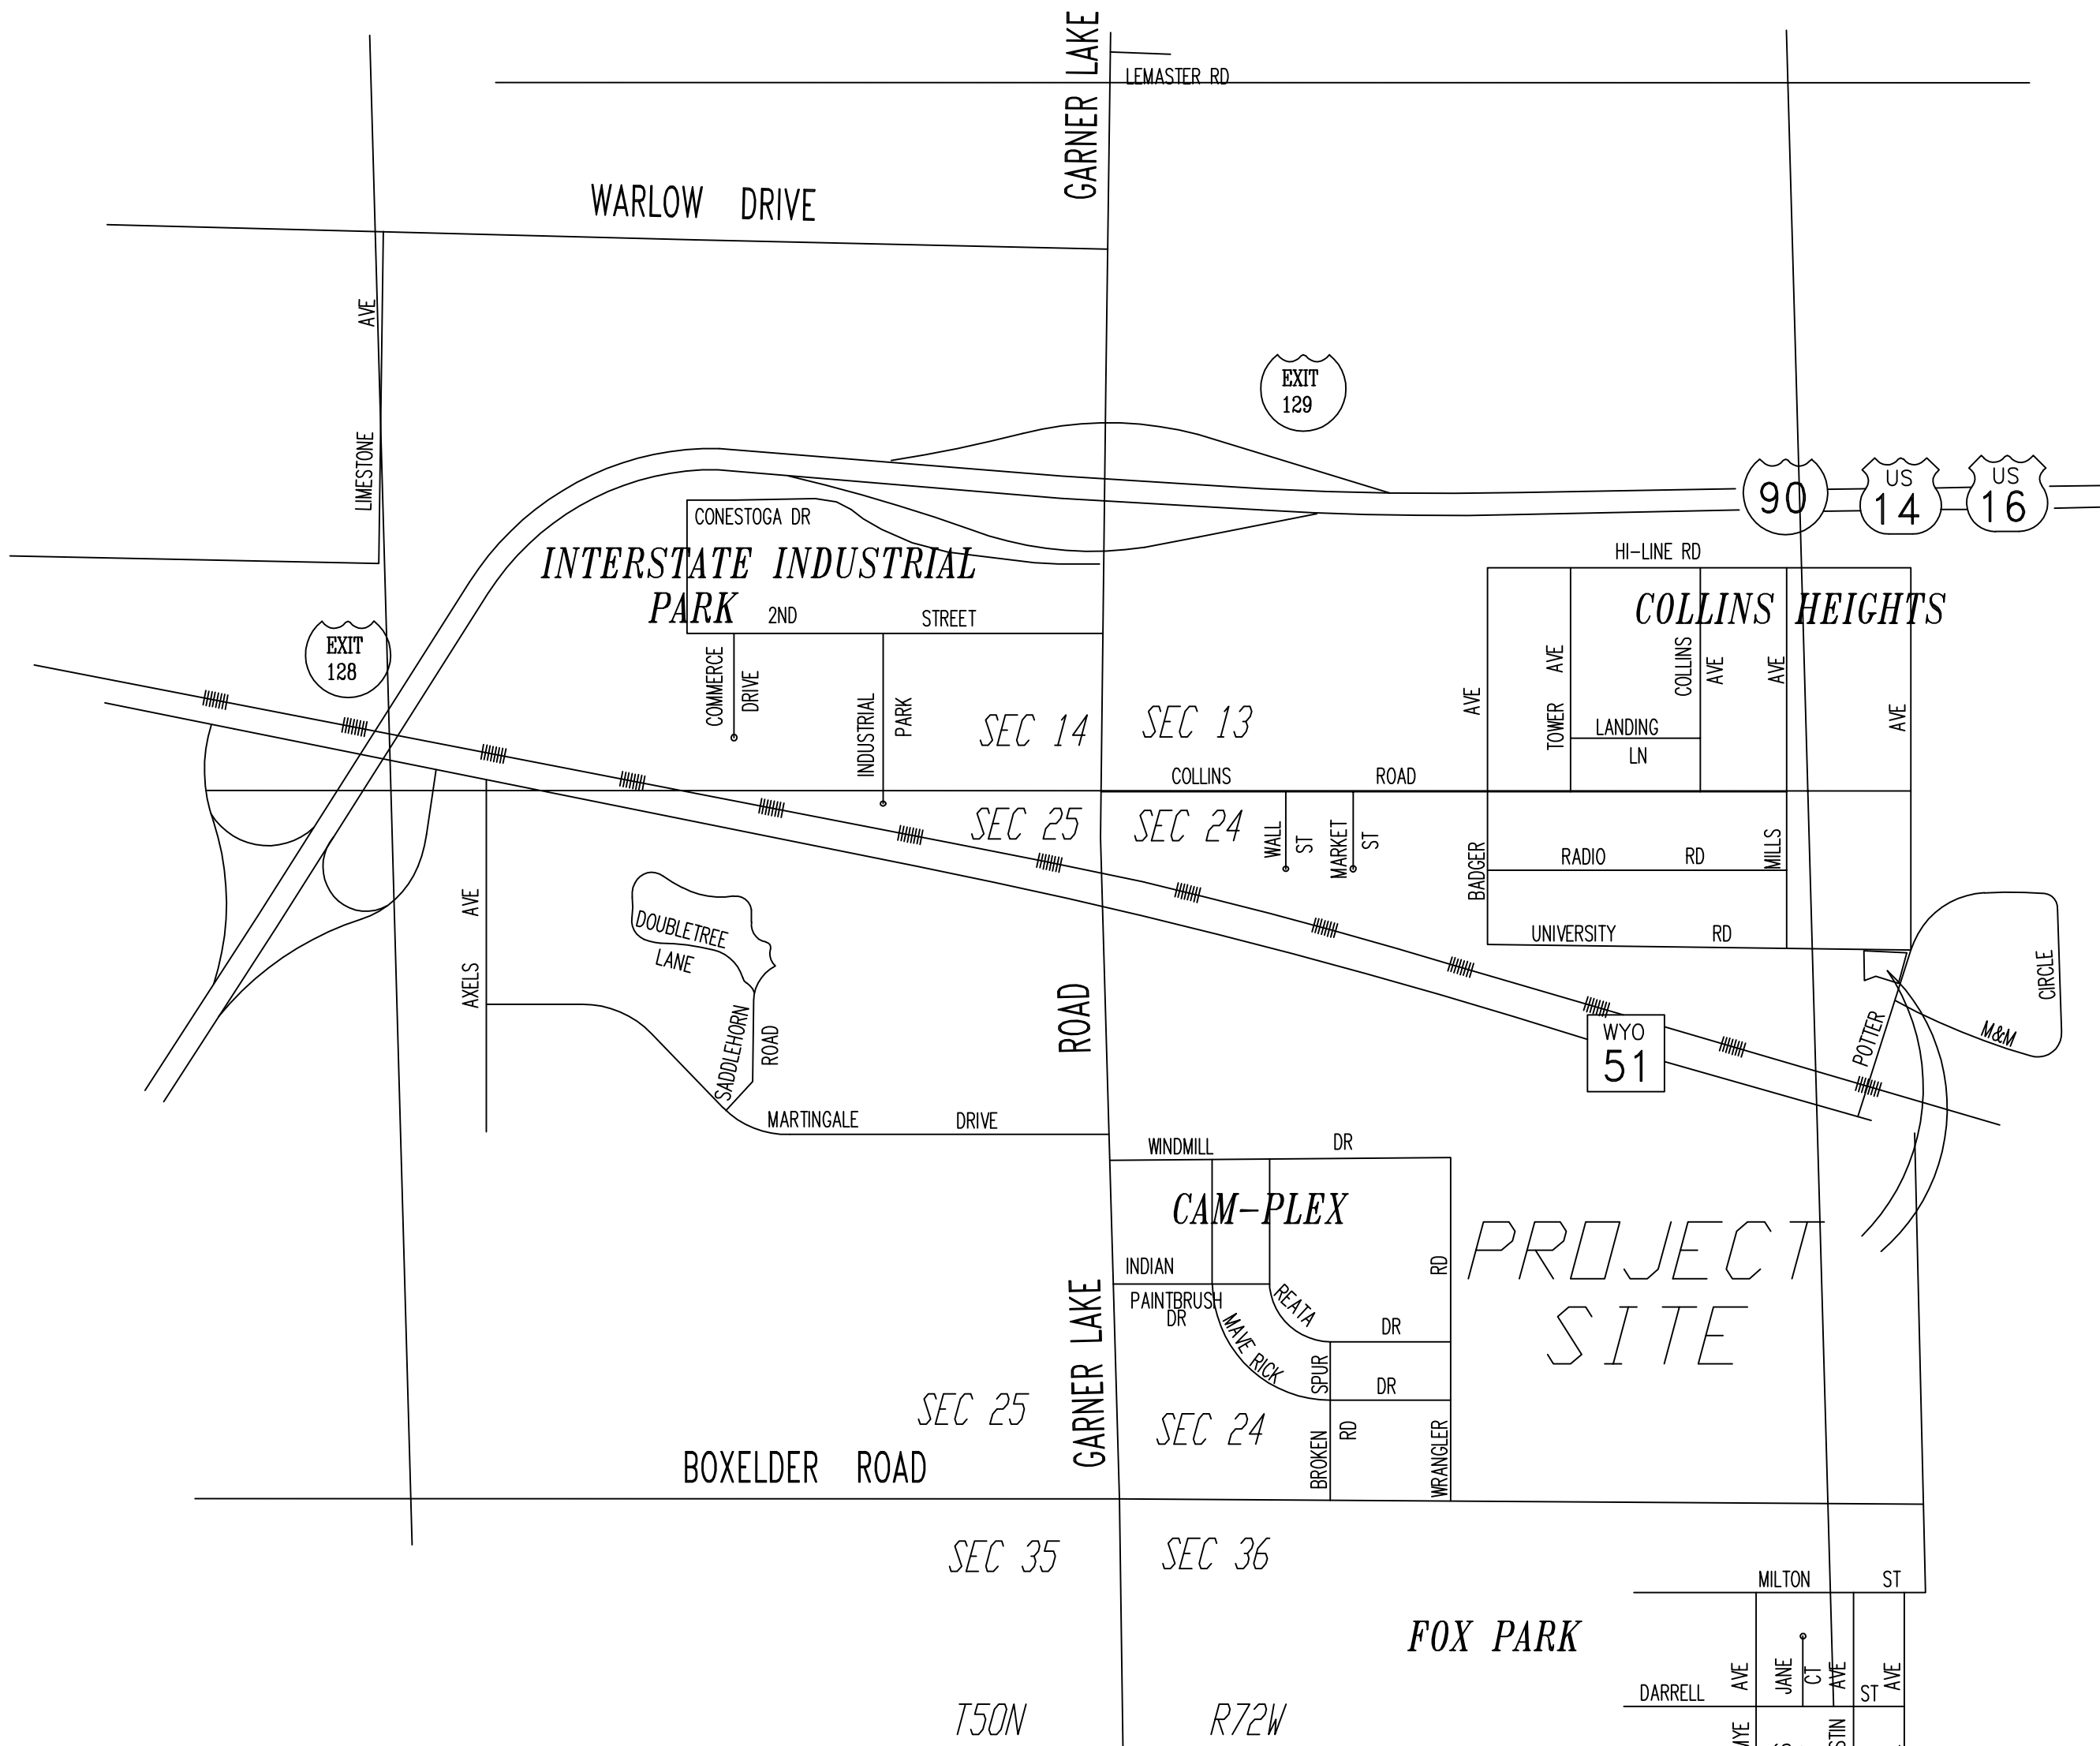 GARNER LAKE
LEMASTER RD
WARLOW DRIVE
LIMESTONE AVE
EXIT
129
90
US
14
US
16
CONESTOGA DR
INTERSTATE INDUSTRIAL
PARK
2ND STREET
HI-LINE RD
COLLINS HEIGHTS
EXIT
128
COMMERCE
DRIVE
INDUSTRIAL
PARK
SEC 14
SEC 13
AVE
TOWER AVE
COLLINS
AVE
AVE
AVE
LANDING
LN
COLLINS ROAD
SEC 25
SEC 24
WALL
ST
MARKET
ST
BADGER
RADIO RD
MILLS
UNIVERSITY RD
AXELS AVE
DOUBLETREE
LANE
SADDLEHORN
ROAD
ROAD
WYO
51
POTTER
M&M
CIRCLE
MARTINGALE DRIVE
WINDMILL DR
CAM-PLEX
INDIAN
PAINTBRUSH
DR
REATA
DR
MAVE RICK
DR
SPUR
RD
PROJECT
SITE
GARNER LAKE
SEC 25
SEC 24
BROKEN
RD
WRANGLER
BOXELDER ROAD
SEC 35
SEC 36
MILTON ST
FOX PARK
AVE
JANE
CT
AVE
AVE
DARRELL ST
T50N
R72W